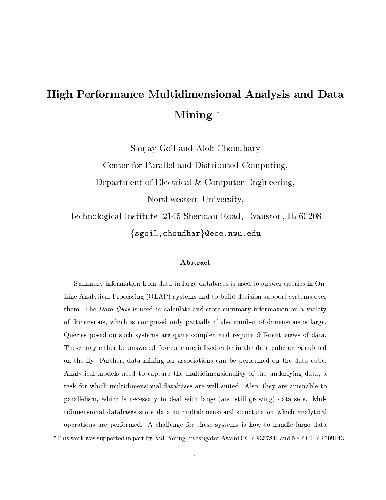 High Performance Multidimensional Analysis and Data
Mining *
Sanjay Goil and Alok Choudhary
Center for Parallel and Distributed Computing,
Department of Electrical & Computer Engineering,
Northwestern University,
Technological Institute, 2145 Sheridan Road, Evanston, IL-60208
{sgoil,choudhar}@ece.nwu.edu
Abstract
Summary information from data in large databases is used to answer queries in On-
Line Analytical Processing (OLAP) systems and to build decision support systems over
them. The Data Cube is used to calculate and store summary information on a variety
of dimensions, which is computed only partially if the number of dimensions is large.
Queries posed on such systems are quite complex and require different views of data.
These may either be answered from a materialized cube in the data cube or calculated
on the fly. Further, data mining for associations can be performed on the data cube.
Analytical models need to capture the multidimensionality of the underlying data, a
task for which multidimensional databases are well suited. Also, they are amenable to
parallelism, which is necessary to deal with large (and still growing) data sets. Mul-
tidimensional databases store data in multidimensional structure on which analytical
operations are performed. A challenge for these systems is how to handle large data
*This work was supported in part by NSF Young Investigator Award and NSF